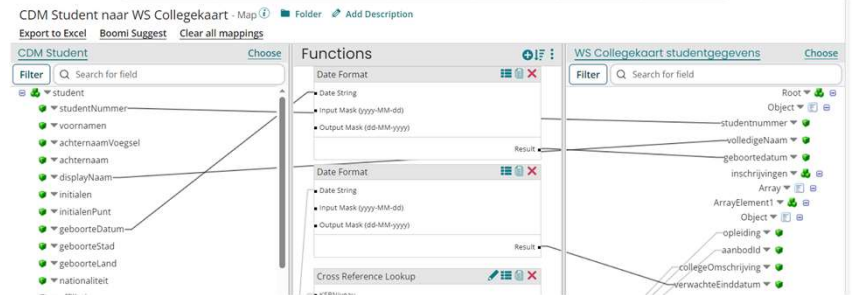 CDM Student naar WS Collegekaart - Map Folder Add Description
Export to Excel Boomi Suggest Clear all mappings
CDM Student Choose
Filter Search for field
student
studentNummer
voornamen
achternaamVoegsel
achternaam
displayNaam
initialen
initialenPunt
geboorteDatum
geboorteStad
geboorteLand
nationaliteit
Functions
Date Format
Date String
Input Mask (yyyy-MM-dd)
Output Mask (dd-MM-yyyy)
Result
Date Format
Date String
Input Mask (yyyy-MM-dd)
Output Mask (dd-MM-yyyy)
Result
Cross Reference Lookup
WS Collegekaart studentgegevens Choose
Filter Search for field
Root
Object
studentnummer
volledigeNaam
geboortedatum
inschrijvingen
Array
ArrayElement1
Object
opleiding
aanbodId
collegeOmschrijving
verwachteEinddatum